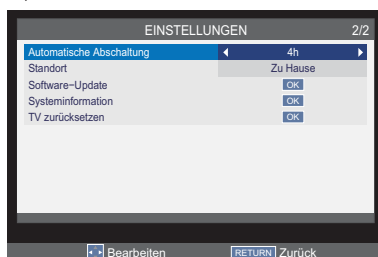 EINSTELLUNGEN 2/2
Automatische Abschaltung 4h
Standort Zu Hause
Software-Update OK
Systeminformation OK
TV zurücksetzen OK
Bearbeiten RETURN Zurück